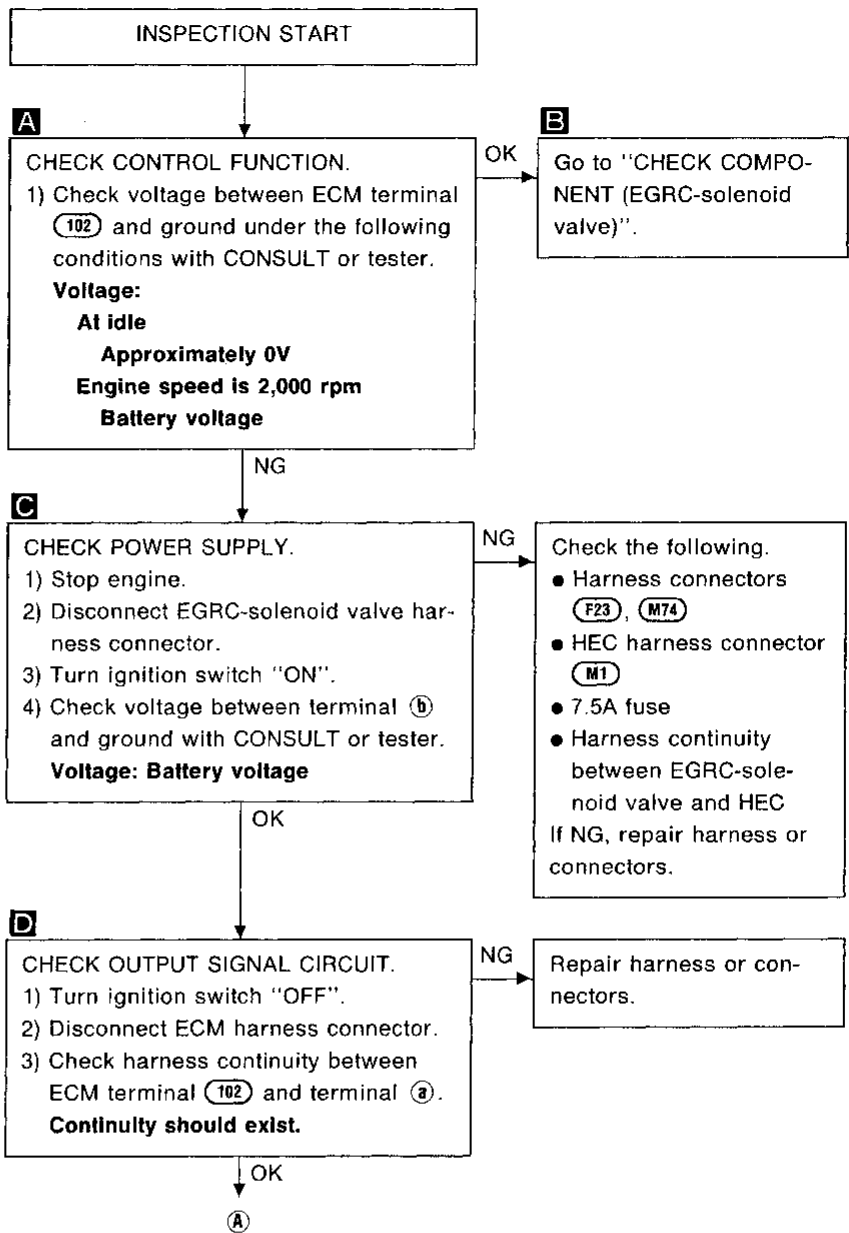 INSPECTION START
A
CHECK CONTROL FUNCTION.
1) Check voltage between ECM terminal
102 and ground under the following
conditions with CONSULT or tester.
Voltage:
At idle
Approximately 0V
Engine speed is 2,000 rpm
Battery voltage
OK
B
Go to "CHECK COMPO-
NENT (EGRC-solenoid
valve)".
NG
C
CHECK POWER SUPPLY.
1) Stop engine.
2) Disconnect EGRC-solenoid valve har-
ness connector.
3) Turn ignition switch "ON".
4) Check voltage between terminal ⓑ
and ground with CONSULT or tester.
Voltage: Battery voltage
NG
Check the following.
● Harness connectors
F23, M74
● HEC harness connector
M1
● 7.5A fuse
● Harness continuity
between EGRC-sole-
noid valve and HEC
If NG, repair harness or
connectors.
OK
D
CHECK OUTPUT SIGNAL CIRCUIT.
1) Turn ignition switch "OFF".
2) Disconnect ECM harness connector.
3) Check harness continuity between
ECM terminal 102 and terminal ⓐ.
Continuity should exist.
NG
Repair harness or con-
nectors.
OK
Ⓐ